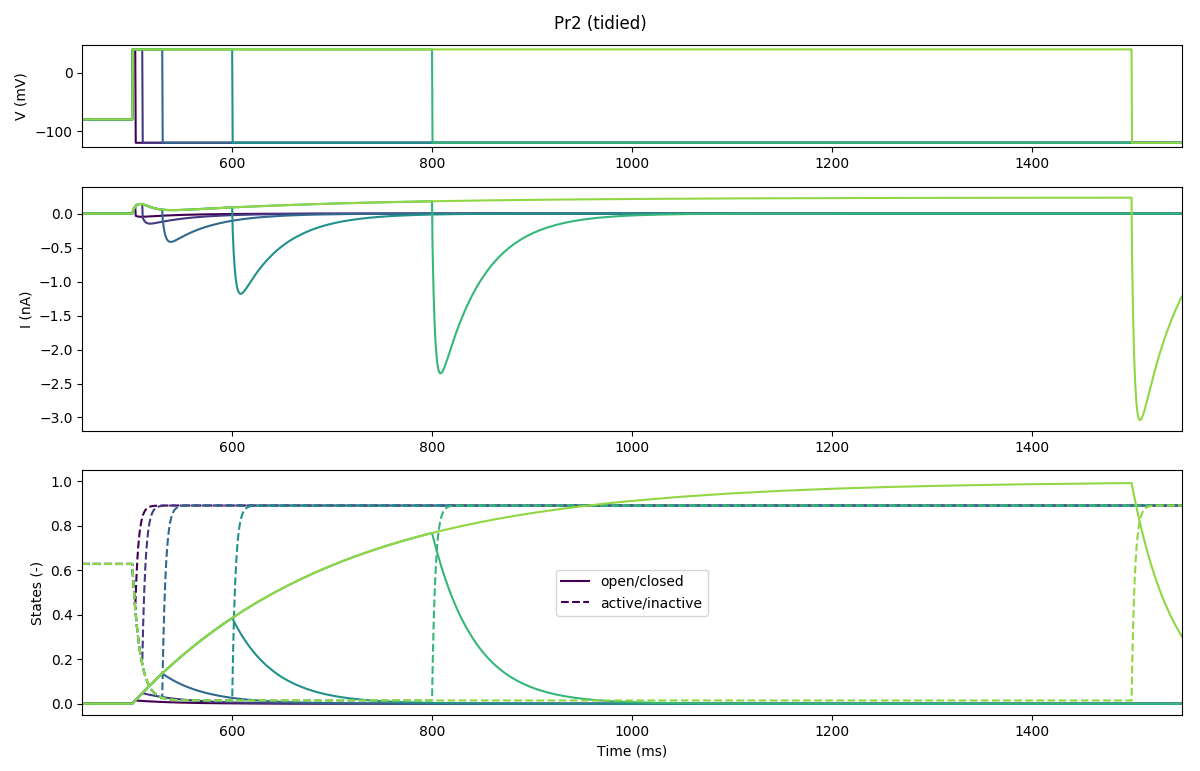 Pr2 (tidied)
V (mV)
0
−100
600 800 1000 1200 1400
I (nA)
0.0
−0.5
−1.0
−1.5
−2.0
−2.5
−3.0
600 800 1000 1200 1400
States (-)
1.0
0.8
0.6
0.4
0.2
0.0
open/closed
active/inactive
600 800 1000 1200 1400
Time (ms)